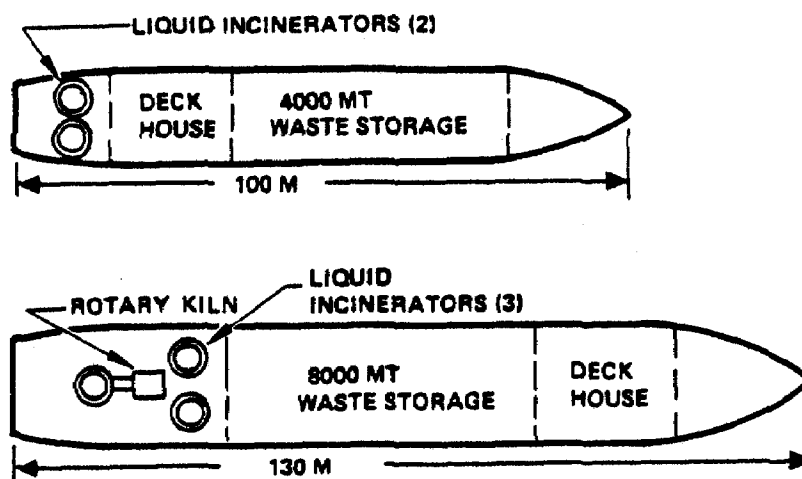 LIQUID INCINERATORS (2)
DECK
HOUSE
4000 MT
WASTE STORAGE
100 M
ROTARY KILN
LIQUID
INCINERATORS (3)
8000 MT
WASTE STORAGE
DECK
HOUSE
130 M